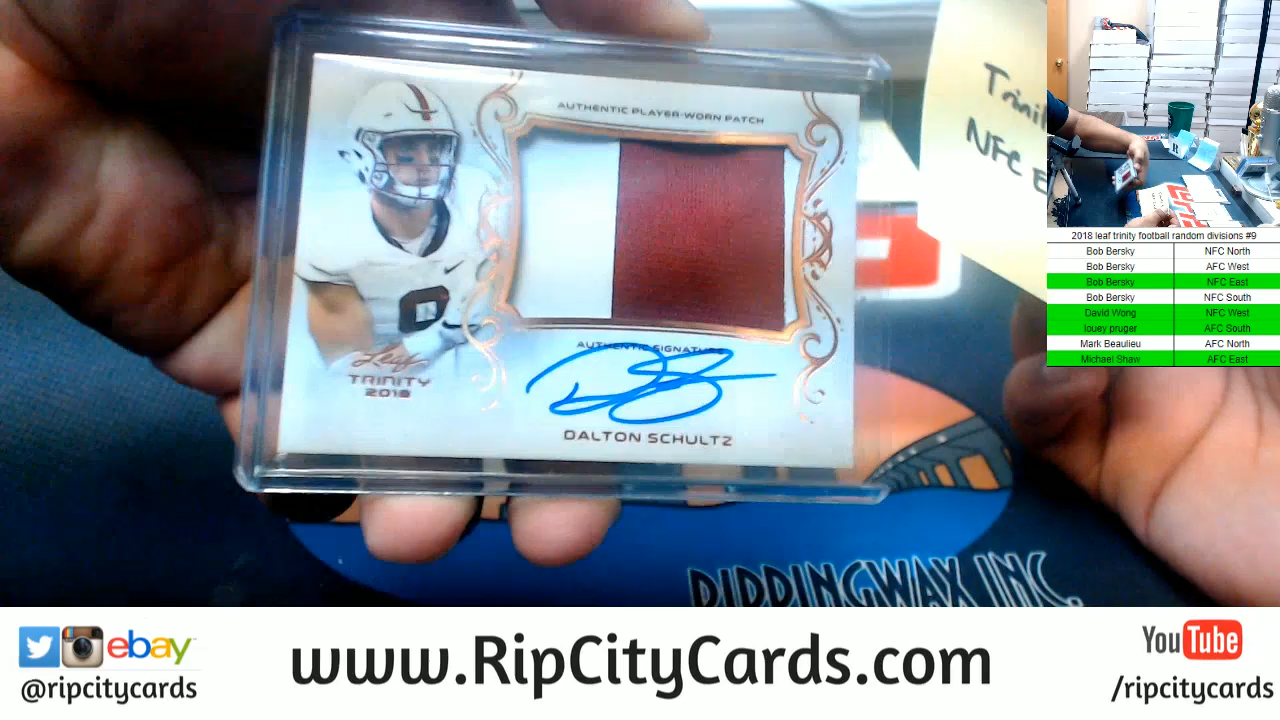 AUTHENTIC PLAYER-WORN PATCH
Leaf
TRINITY
2018
AUTHENTIC SIGNATURE
DALTON SCHULTZ
NFC
RIPPINGWAX INC.
2018 leaf trinity football random divisions #9
Bob Bersky NFC North
Bob Bersky AFC West
Bob Bersky NFC East
Bob Bersky NFC South
David Wong NFC West
louey pruger AFC South
Mark Beaulieu AFC North
Michael Shaw AFC East
ebay
@ripcitycards
www.RipCityCards.com
YouTube
/ripcitycards